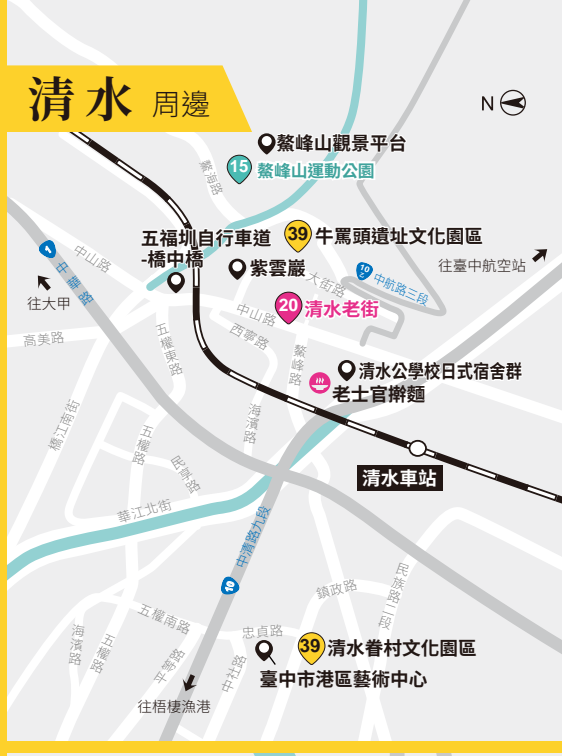 清水 周邊
N
鰲峰山觀景平台
15
鰲峰山運動公園
鰲海路
五福圳自行車道
-橋中橋
39
牛罵頭遺址文化園區
紫雲巖
1
中華路
中山路
大街路
10乙
中航路三段
往臺中航空站
往大甲
20
清水老街
中山路
西寧路
高美路
五權東路
鰲峰路
清水公學校日式宿舍群
老士官擀麵
橋江南街
海濱路
五權路
民享路
清水車站
華江北街
中清路九段
10
民族路二段
鎮政路
五權南路
忠貞路
海濱路
五權路
平等路
中社路
39
清水眷村文化園區
臺中市港區藝術中心
往梧棲漁港